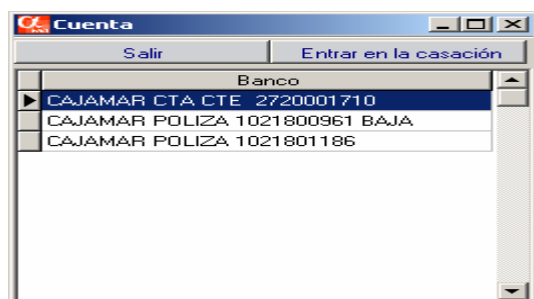 Cuenta
Salir Entrar en la casación
Banco
CAJAMAR CTA CTE 2720001710
CAJAMAR POLIZA 1021800961 BAJA
CAJAMAR POLIZA 1021801186